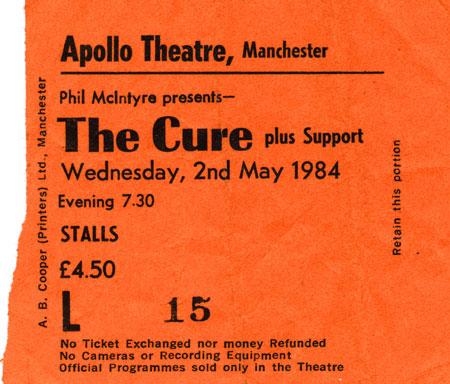 Apollo Theatre, Manchester
Phil McIntyre presents—
The Cure plus Support
Wednesday, 2nd May 1984
Evening 7.30
STALLS
£4.50
L 15
No Ticket Exchanged nor money Refunded
No Cameras or Recording Equipment
Official Programmes sold only in the Theatre
A. B. Cooper (Printers) Ltd., Manchester
Retain this portion